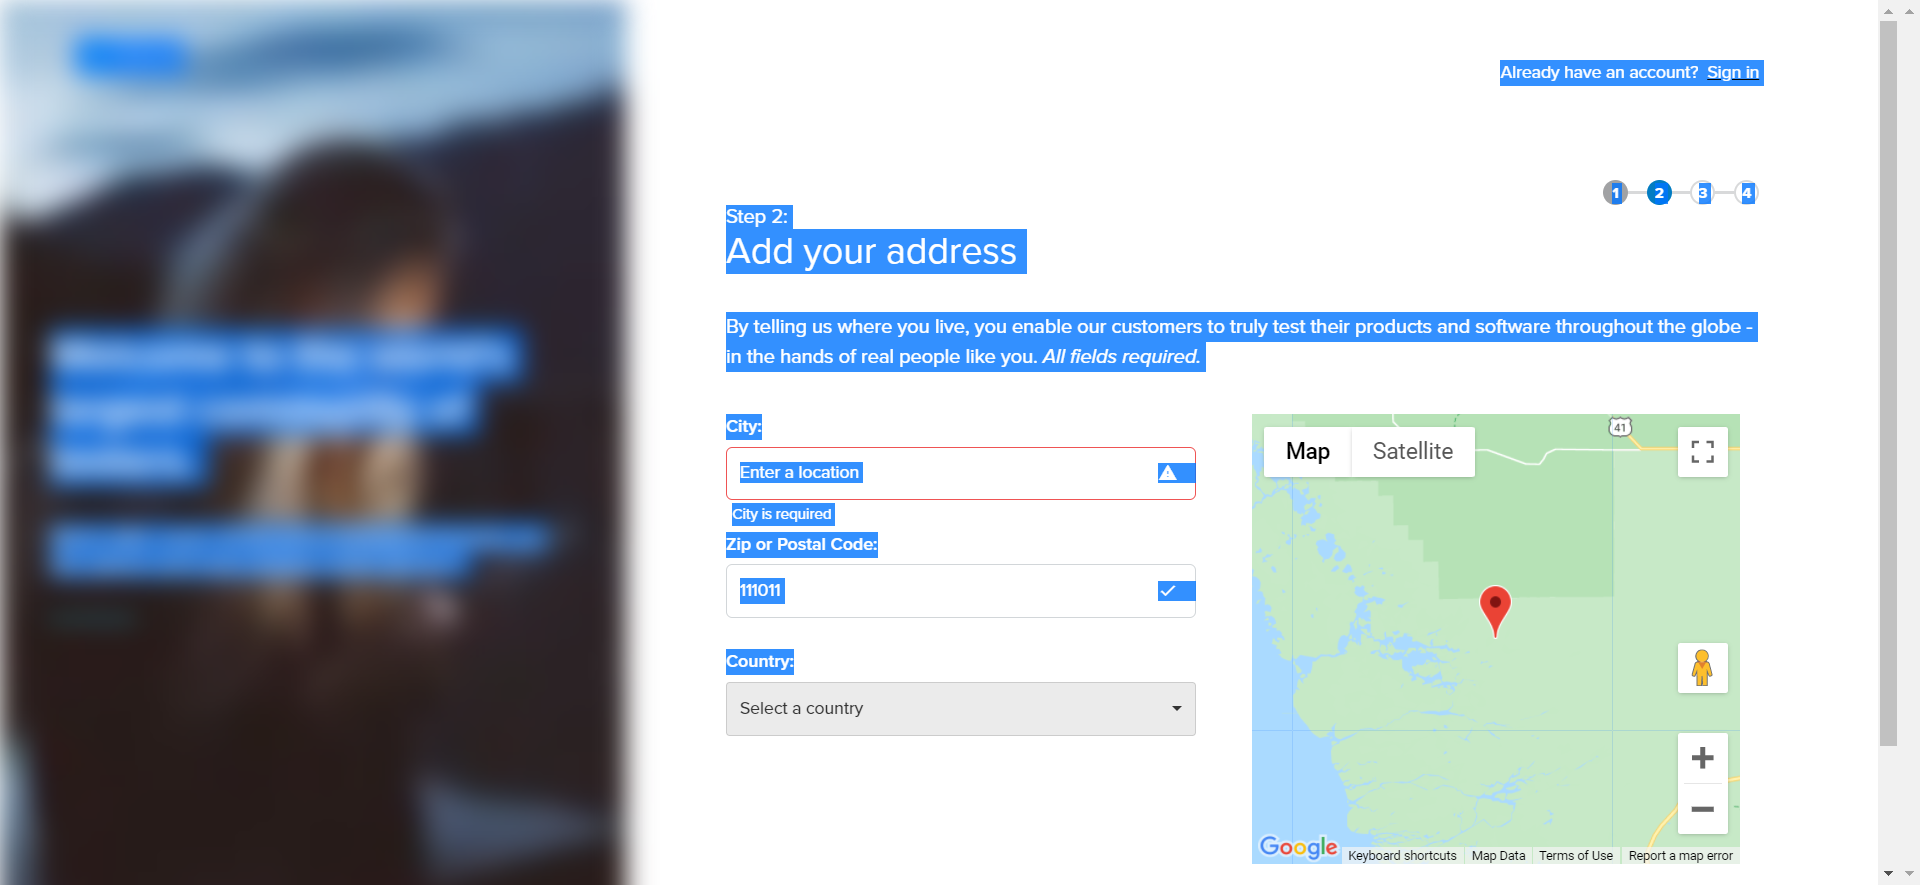 Already have an account? Sign in
1 2 3 4
Step 2:
Add your address
By telling us where you live, you enable our customers to truly test their products and software throughout the globe -
in the hands of real people like you. All fields required.
City:
Enter a location
City is required
Zip or Postal Code:
111011
Country:
Select a country
Map Satellite
41
Google
Keyboard shortcuts Map Data Terms of Use Report a map error